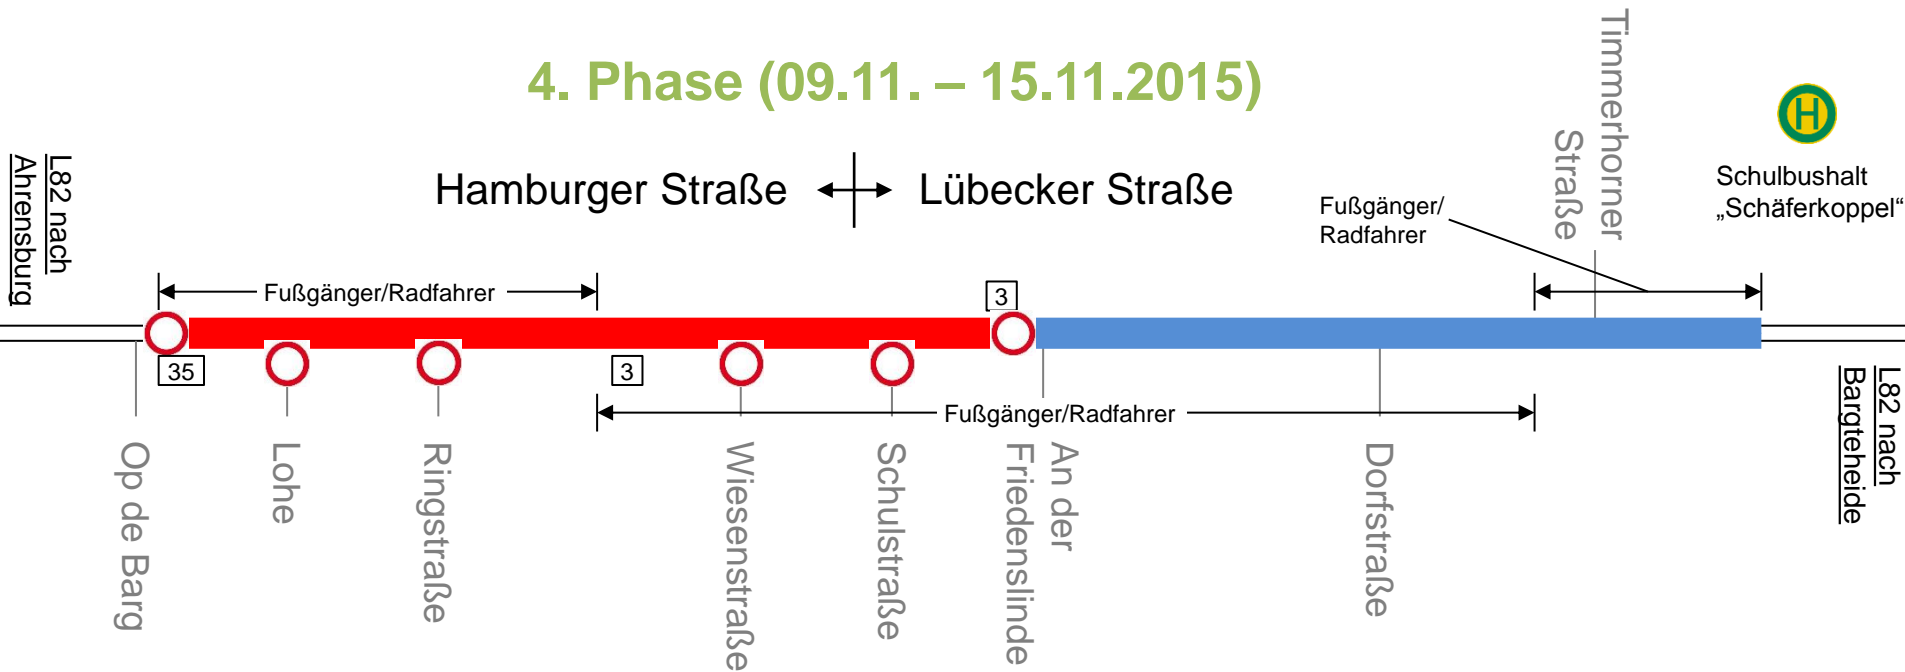 4. Phase (09.11. – 15.11.2015)
Hamburger Straße
Lübecker Straße
Timmerhorner
Straße
H
Schulbushalt
„Schäferkoppel“
L82 nach
Ahrensburg
Fußgänger/
Radfahrer
Fußgänger/Radfahrer
3
35
3
Fußgänger/Radfahrer
L82 nach
Bargteheide
Op de Barg
Lohe
Ringstraße
Wiesenstraße
Schulstraße
An der
Friedenslinde
Dorfstraße